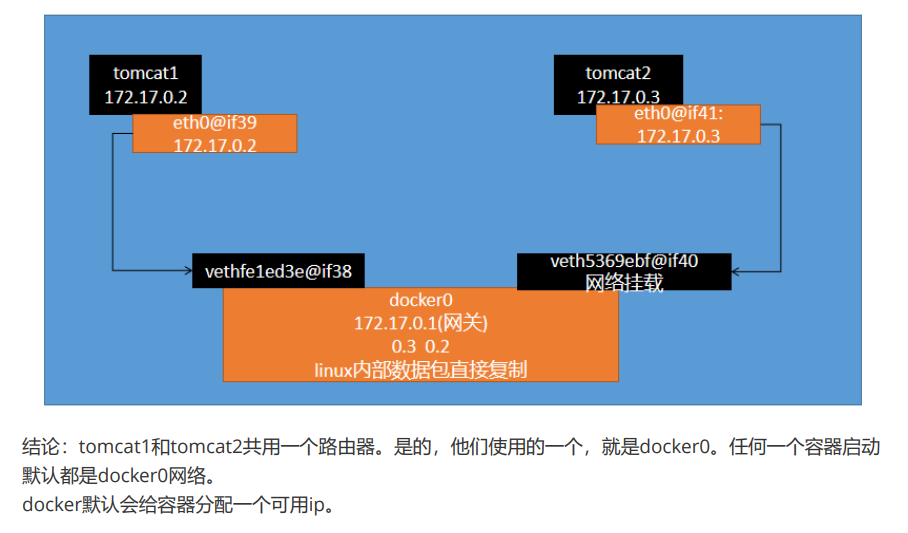 tomcat1
172.17.0.2
eth0@if39
172.17.0.2
tomcat2
172.17.0.3
eth0@if41:
172.17.0.3
vethfe1ed3e@if38
veth5369ebf@if40
网络挂载
docker0
172.17.0.1(网关)
0.3 0.2
linux内部数据包直接复制
结论：tomcat1和tomcat2共用一个路由器。是的，他们使用的一个，就是docker0。任何一个容器启动
默认都是docker0网络。
docker默认会给容器分配一个可用ip。